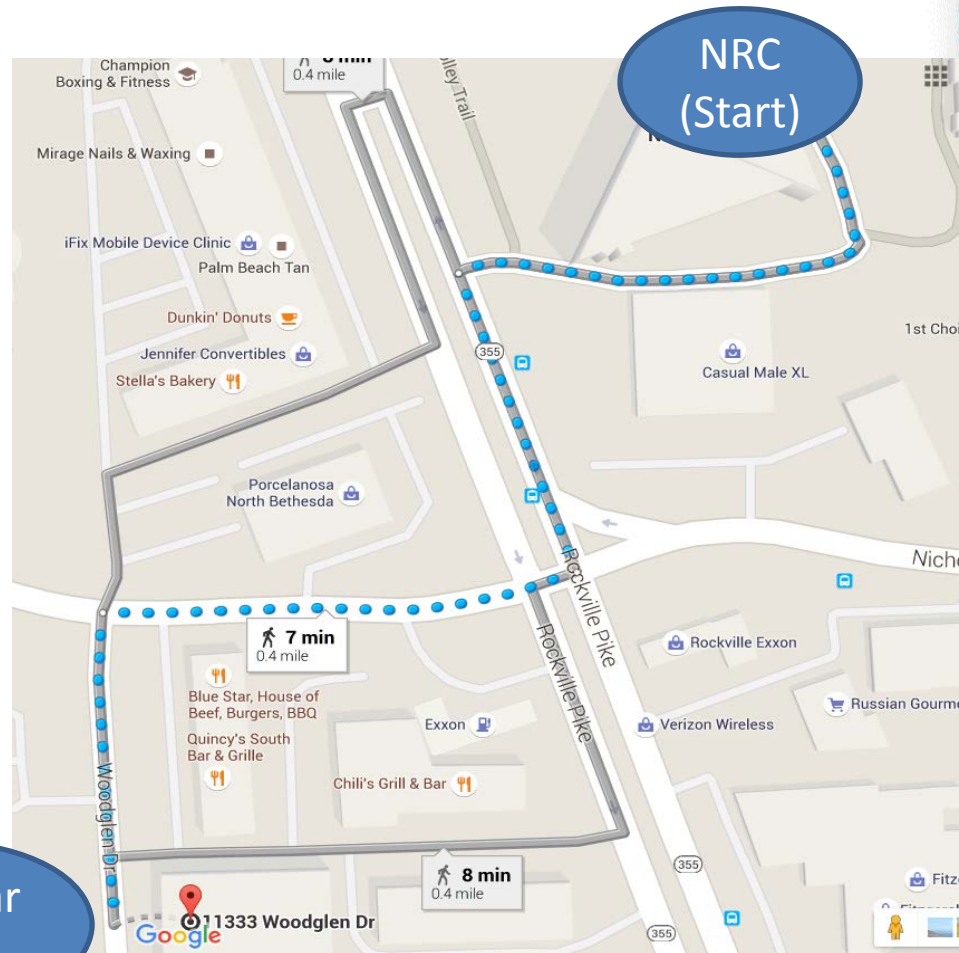 NRC
(Start)
Champion
Boxing & Fitness
0.4 mile
Mirage Nails & Waxing
iFix Mobile Device Clinic
Palm Beach Tan
Dunkin' Donuts
Jennifer Convertibles
Stella's Bakery
Trail
355
Casual Male XL
1st
Porcelanosa
North Bethesda
7 min
0.4 mile
Rockville Pike
Rockville Pike
Rockville Exxon
Blue Star, House of
Beef, Burgers, BBQ
Quincy's South
Bar & Grille
Exxon
Verizon Wireless
Russian
Chili's Grill & Bar
Woodglen Dr
8 min
0.4 mile
355
355
11333 Woodglen Dr
Google